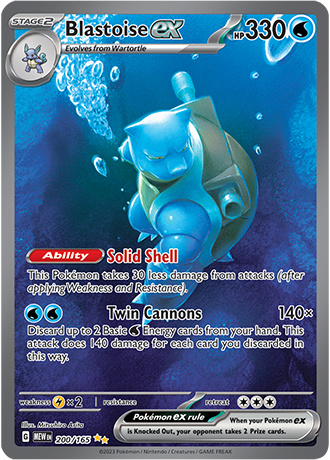 STAGE2 Blastoise ex HP330
Evolves from Wartortle
Ability Solid Shell
This Pokémon takes 30 less damage from attacks (after
applying Weakness and Resistance).
Twin Cannons 140×
Discard up to 2 Basic Energy cards from your hand. This
attack does 140 damage for each card you discarded in
this way.
weakness ×2 resistance retreat
Illus. Mitsuhiro Arita
G MEW EN 200/165
Pokémon ex rule When your Pokémon ex
is Knocked Out, your opponent takes 2 Prize cards.
©2023 Pokémon / Nintendo / Creatures / GAME FREAK